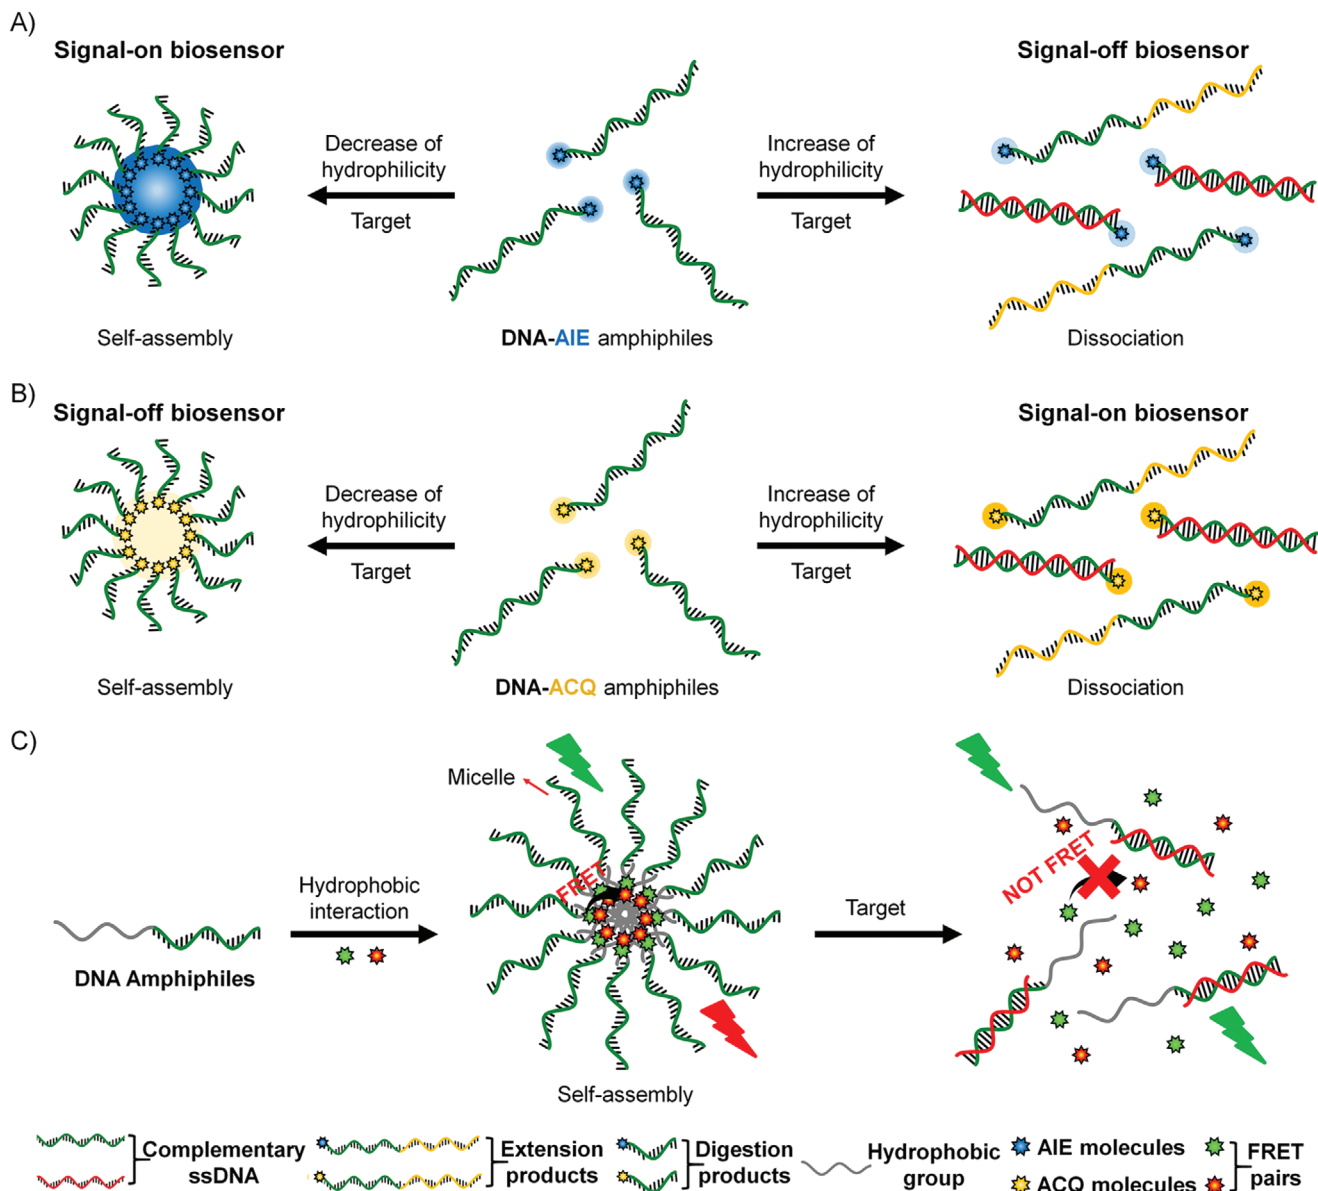 A)
Signal-on biosensor
Signal-off biosensor
Decrease of
hydrophilicity
Target
Increase of
hydrophilicity
Target
Self-assembly
DNA-AIE amphiphiles
Dissociation
B)
Signal-off biosensor
Signal-on biosensor
Decrease of
hydrophilicity
Target
Increase of
hydrophilicity
Target
Self-assembly
DNA-ACQ amphiphiles
Dissociation
C)
Micelle
FRET
NOT FRET
Hydrophobic
interaction
Target
DNA Amphiphiles
Self-assembly
Complementary
ssDNA
Extension
products
Digestion
products
Hydrophobic
group
AIE molecules
ACQ molecules
FRET
pairs